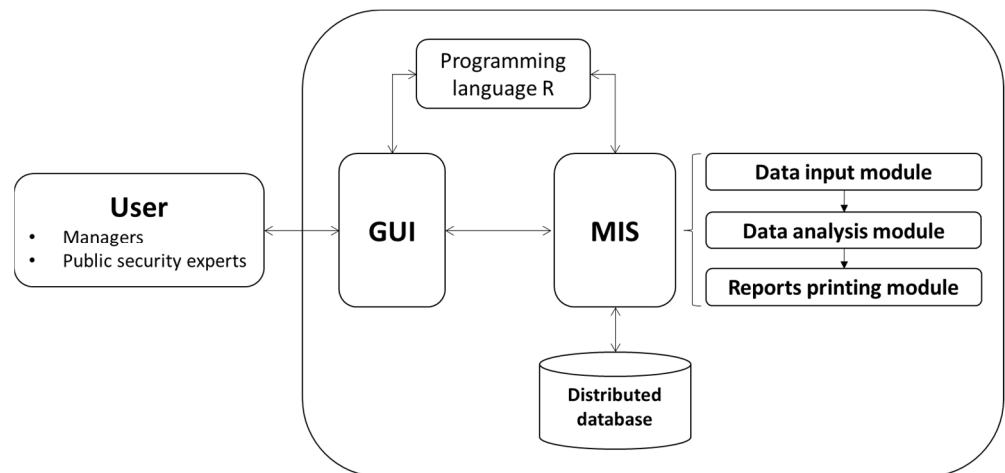 Programming
language R
User
• Managers
• Public security experts
GUI
MIS
Data input module
Data analysis module
Reports printing module
Distributed
database